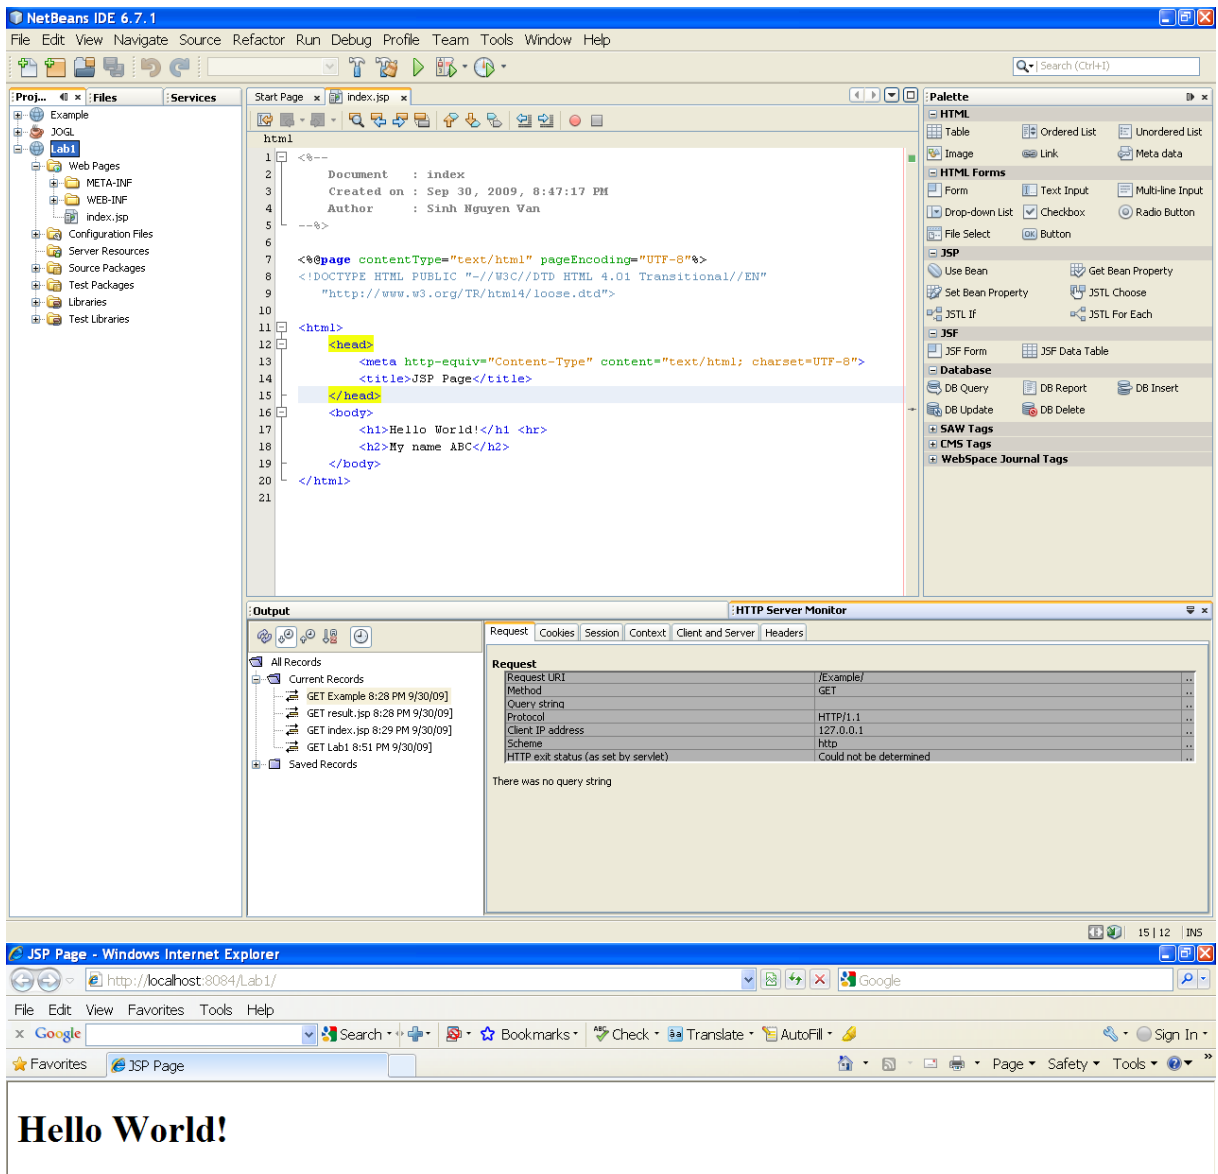 NetBeans IDE 6.7.1
File Edit View Navigate Source Refactor Run Debug Profile Team Tools Window Help
Search (Ctrl+I)
Proj... Files Services
Example
JOGL
Lab1
Web Pages
META-INF
WEB-INF
index.jsp
Configuration Files
Server Resources
Source Packages
Test Packages
Libraries
Test Libraries
Start Page x index.jsp x
html
1 <%--
2 Document : index
3 Created on : Sep 30, 2009, 8:47:17 PM
4 Author : Sinh Nguyen Van
5 --%>
6
7 <%@page contentType="text/html" pageEncoding="UTF-8"%>
8 <!DOCTYPE HTML PUBLIC "-//W3C//DTD HTML 4.01 Transitional//EN"
9 "http://www.w3.org/TR/html4/loose.dtd">
10
11 <html>
12 <head>
13 <meta http-equiv="Content-Type" content="text/html; charset=UTF-8">
14 <title>JSP Page</title>
15 </head>
16 <body>
17 <h1>Hello World!</h1 <hr>
18 <h2>My name ABC</h2>
19 </body>
20 </html>
21
Palette
HTML
Table Ordered List Unordered List
Image Link Meta data
HTML Forms
Form Text Input Multi-line Input
Drop-down List Checkbox Radio Button
File Select OK Button
JSP
Use Bean Get Bean Property
Set Bean Property JSTL Choose
JSTL If JSTL For Each
JSF
JSF Form JSF Data Table
Database
DB Query DB Report DB Insert
DB Update DB Delete
SAW Tags
CMS Tags
WebSpace Journal Tags
Output
All Records
Current Records
GET Example 8:28 PM 9/30/09]
GET result.jsp 8:28 PM 9/30/09]
GET index.jsp 8:29 PM 9/30/09]
GET Lab1 8:51 PM 9/30/09]
Saved Records
HTTP Server Monitor
Request Cookies Session Context Client and Server Headers
Request
Request URI /Example/
Method GET
Query string
Protocol HTTP/1.1
Client IP address 127.0.0.1
Scheme http
HTTP exit status (as set by servlet) Could not be determined
There was no query string
15 | 12 INS
JSP Page - Windows Internet Explorer
http://localhost:8084/Lab1/
Google
File Edit View Favorites Tools Help
x Google Search Bookmarks Check Translate AutoFill Sign In
Favorites JSP Page Page Safety Tools
Hello World!